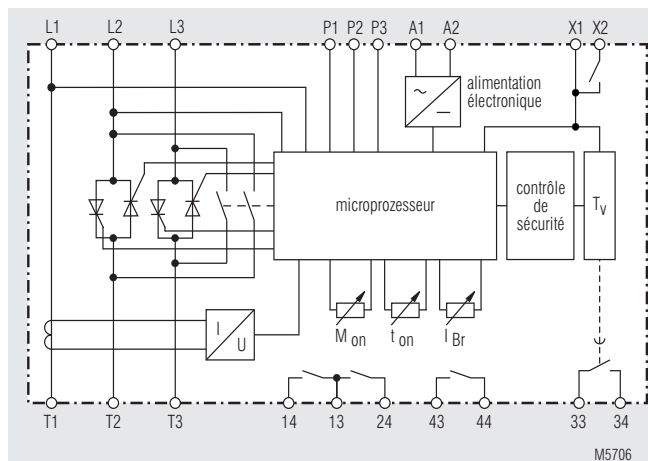 L1 L2 L3 P1 P2 P3 A1 A2 X1 X2
alimentation
électronique
microprozesseur
contrôle
de
sécurité
Tv
M on t on I Br
I
U
14 13 24 43 44 33 34
T1 T2 T3
M5706